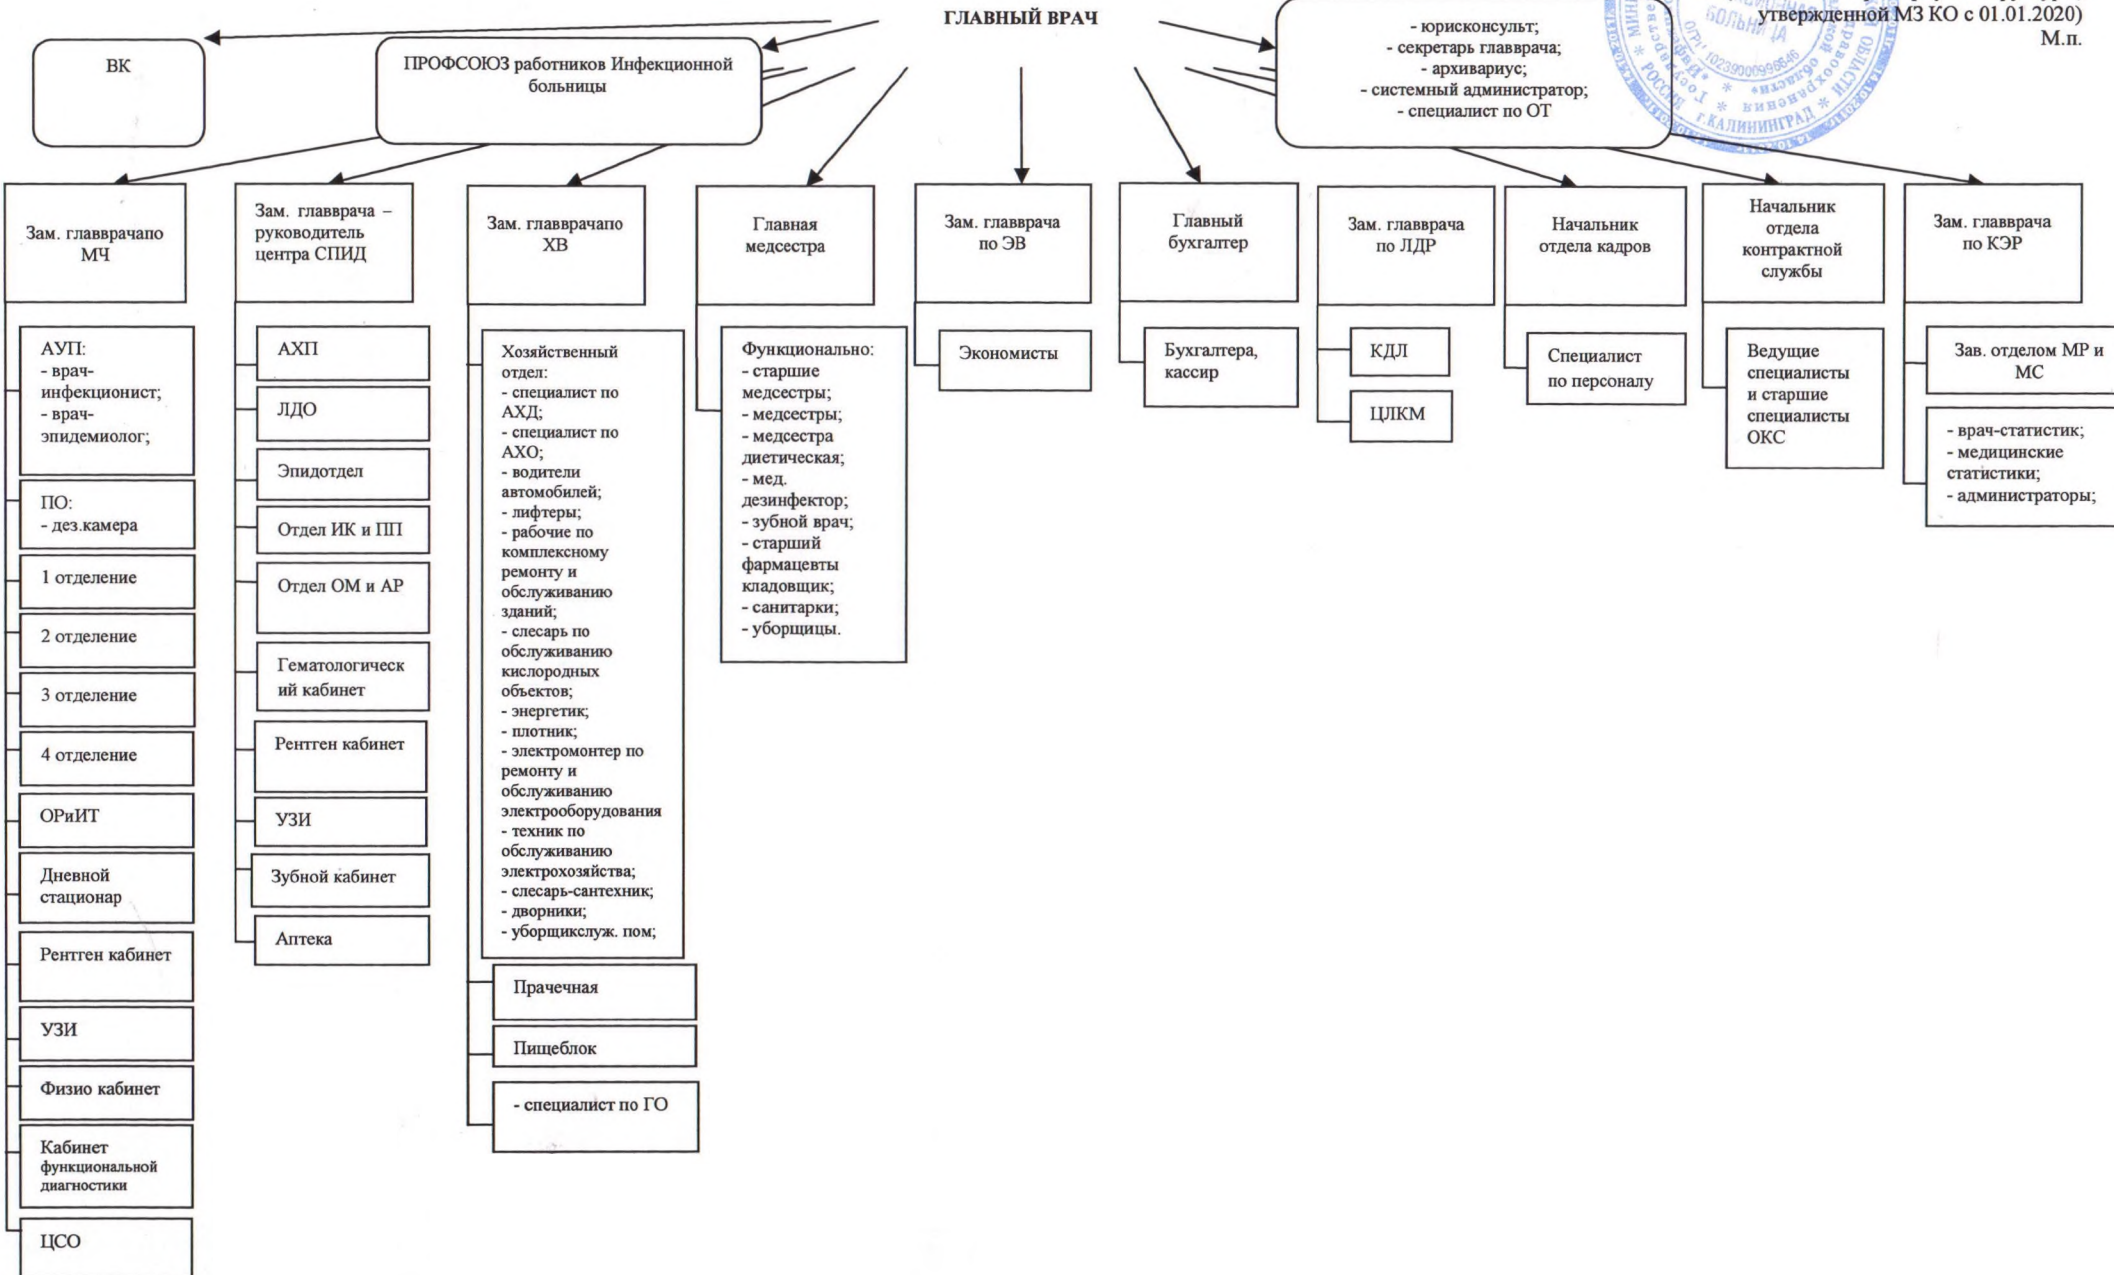 ГЛАВНЫЙ ВРАЧ
утвержденной МЗ КО с 01.01.2020)
М.п.
ВК
ПРОФСОЮЗ работников Инфекционной
больницы
- юрисконсульт;
- секретарь главврача;
- архивариус;
- системный администратор;
- специалист по ОТ
БОЛЬНИЦА
РОССИЯ
г.КАЛИНИНГРАД
Зам. главврачапо
МЧ
Зам. главврача –
руководитель
центра СПИД
Зам. главврачапо
ХВ
Главная
медсестра
Зам. главврача
по ЭВ
Главный
бухгалтер
Зам. главврача
по ЛДР
Начальник
отдела кадров
Начальник
отдела
контрактной
службы
Зам. главврача
по КЭР
АУП:
- врач-
инфекционист;
- врач-
эпидемиолог;
ПО:
- дез.камера
1 отделение
2 отделение
3 отделение
4 отделение
ОРиИТ
Дневной
стационар
Рентген кабинет
УЗИ
Физио кабинет
Кабинет
функциональной
диагностики
ЦСО
АХП
ЛДО
Эпидотдел
Отдел ИК и ПП
Отдел ОМ и АР
Гематологическ
ий кабинет
Рентген кабинет
УЗИ
Зубной кабинет
Аптека
Хозяйственный
отдел:
- специалист по
АХД;
- специалист по
АХО;
- водители
автомобилей;
- лифтеры;
- рабочие по
комплексному
ремонту и
обслуживанию
зданий;
- слесарь по
обслуживанию
кислородных
объектов;
- энергетик;
- плотник;
- электромонтер по
ремонту и
обслуживанию
электрооборудования
- техник по
обслуживанию
электрохозяйства;
- слесарь-сантехник;
- дворники;
- уборщикслуж. пом;
Прачечная
Пищеблок
- специалист по ГО
Функционально:
- старшие
медсестры;
- медсестры;
- медсестра
диетическая;
- мед.
дезинфектор;
- зубной врач;
- старший
фармацевты
кладовщик;
- санитарки;
- уборщицы.
Экономисты
Бухгалтера,
кассир
КДЛ
ЦЛКМ
Специалист
по персоналу
Ведущие
специалисты
и старшие
специалисты
ОКС
Зав. отделом МР и
МС
- врач-статистик;
- медицинские
статистики;
- администраторы;